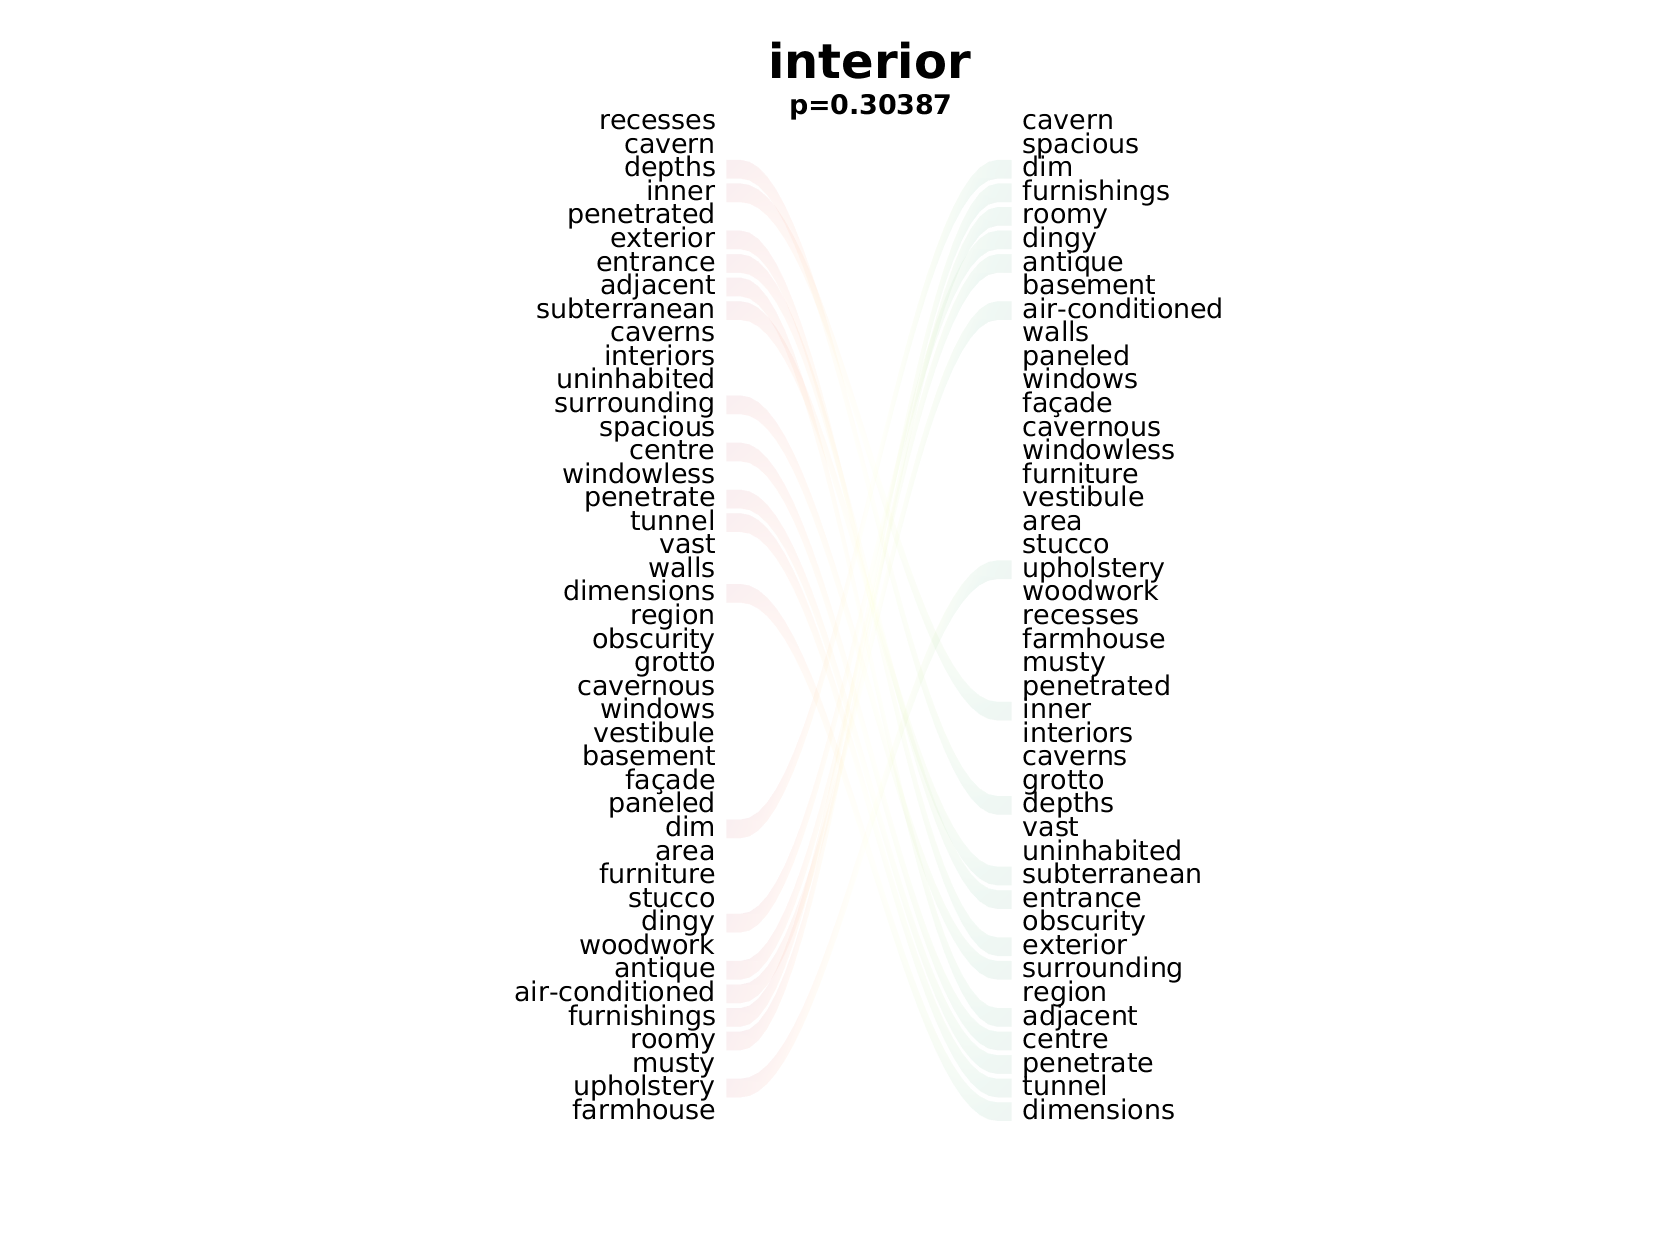 interior
p=0.30387
recesses cavern
cavern spacious
depths dim
inner furnishings
penetrated roomy
exterior dingy
entrance antique
adjacent basement
subterranean air-conditioned
caverns walls
interiors paneled
uninhabited windows
surrounding façade
spacious cavernous
centre windowless
windowless furniture
penetrate vestibule
tunnel area
vast stucco
walls upholstery
dimensions woodwork
region recesses
obscurity farmhouse
grotto musty
cavernous penetrated
windows inner
vestibule interiors
basement caverns
façade grotto
paneled depths
dim vast
area uninhabited
furniture subterranean
stucco entrance
dingy obscurity
woodwork exterior
antique surrounding
air-conditioned region
furnishings adjacent
roomy centre
musty penetrate
upholstery tunnel
farmhouse dimensions